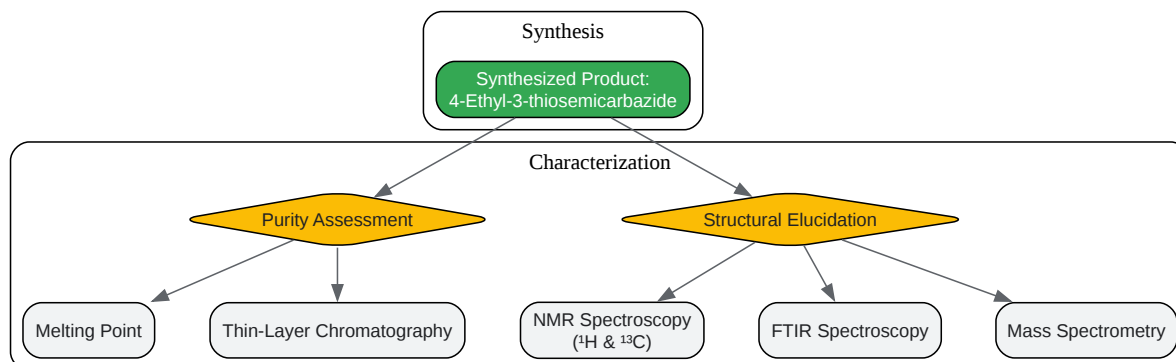 Synthesis
Synthesized Product:
4-Ethyl-3-thiosemicarbazide
Characterization
Purity Assessment
Structural Elucidation
Melting Point
Thin-Layer Chromatography
NMR Spectroscopy
(¹H & ¹³C)
FTIR Spectroscopy
Mass Spectrometry